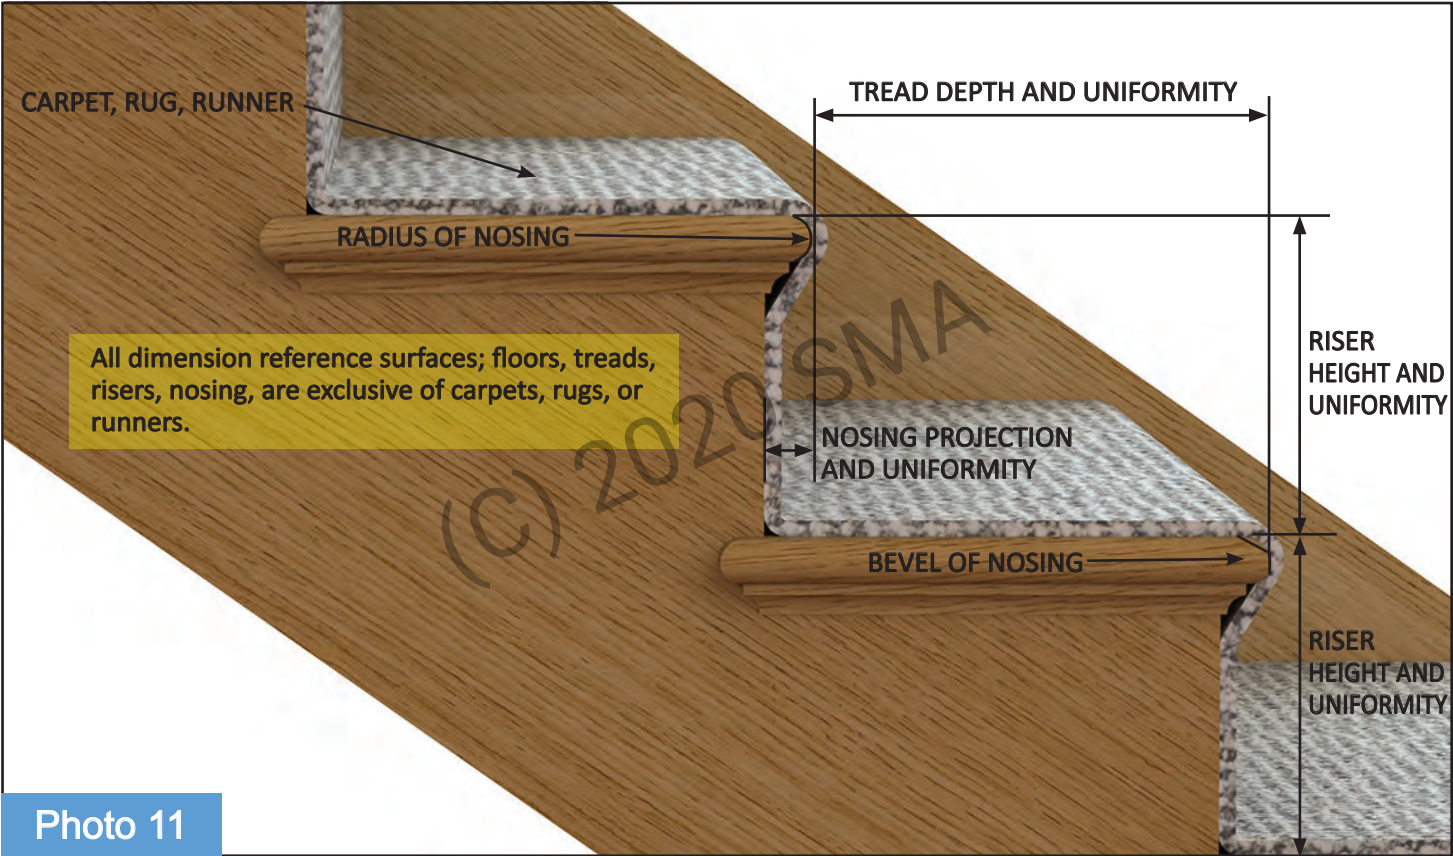 CARPET, RUG, RUNNER
TREAD DEPTH AND UNIFORMITY
RADIUS OF NOSING
All dimension reference surfaces; floors, treads,
risers, nosing, are exclusive of carpets, rugs, or
runners.
RISER
HEIGHT AND
UNIFORMITY
NOSING PROJECTION
AND UNIFORMITY
BEVEL OF NOSING
RISER
HEIGHT AND
UNIFORMITY
(C) 2020 SMA
Photo 11